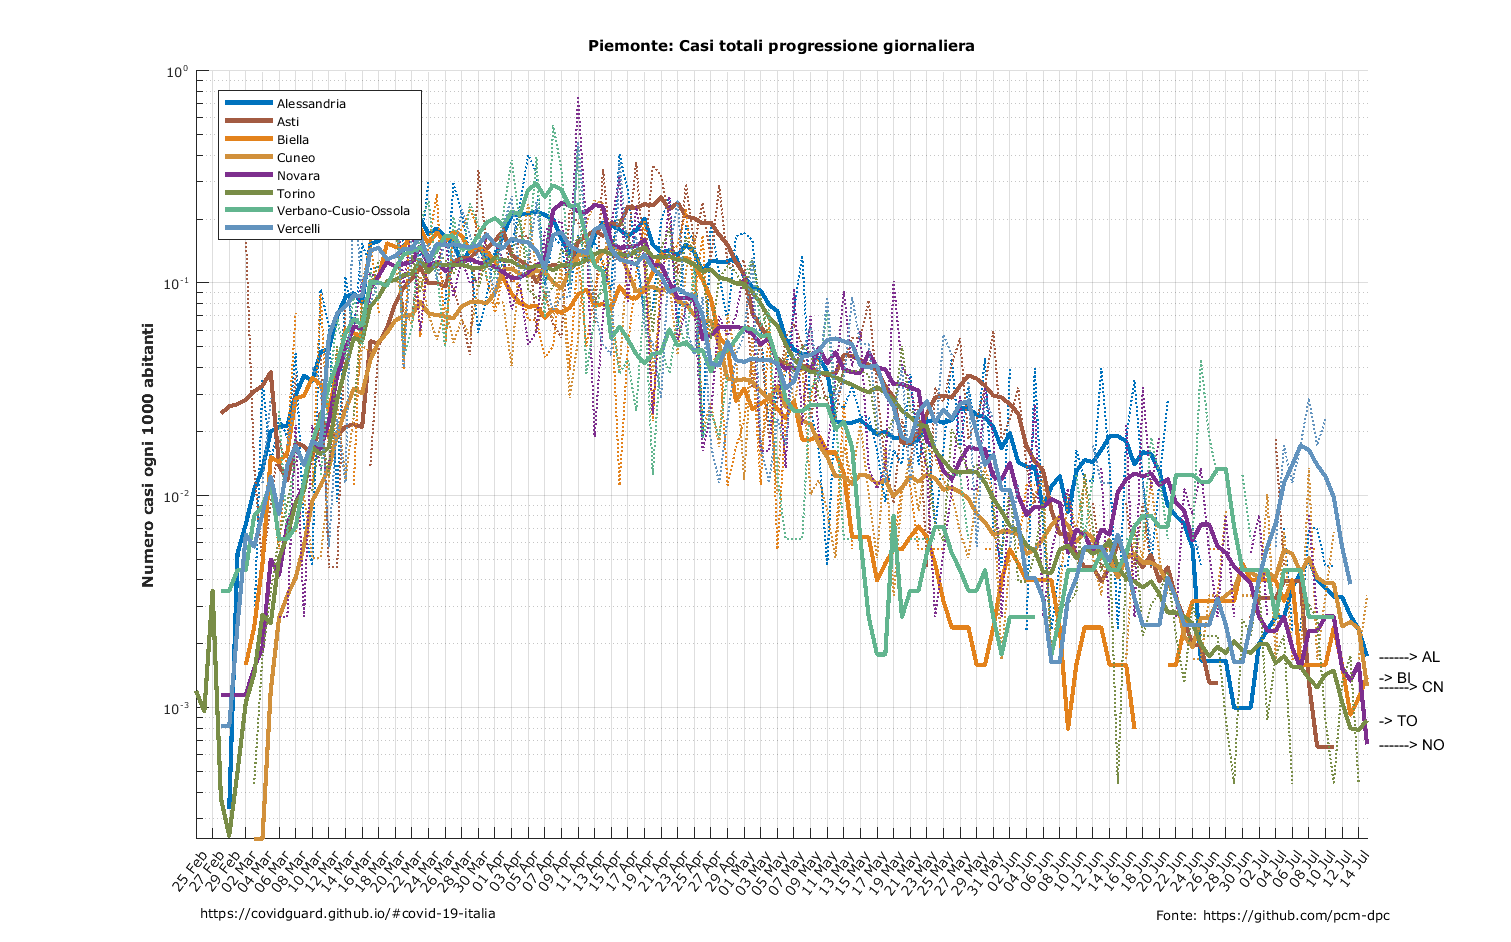 Piemonte: Casi totali progressione giornaliera
Numero casi ogni 1000 abitanti
10⁰
10⁻¹
10⁻²
10⁻³
Alessandria
Asti
Biella
Cuneo
Novara
Torino
Verbano-Cusio-Ossola
Vercelli
------> AL
-> BI
------> CN
-> TO
------> NO
25 Feb
27 Feb
29 Feb
02 Mar
04 Mar
06 Mar
08 Mar
10 Mar
12 Mar
14 Mar
16 Mar
18 Mar
20 Mar
22 Mar
24 Mar
26 Mar
28 Mar
30 Mar
01 Apr
03 Apr
05 Apr
07 Apr
09 Apr
11 Apr
13 Apr
15 Apr
17 Apr
19 Apr
21 Apr
23 Apr
25 Apr
27 Apr
29 Apr
01 May
03 May
05 May
07 May
09 May
11 May
13 May
15 May
17 May
19 May
21 May
23 May
25 May
27 May
29 May
31 May
02 Jun
04 Jun
06 Jun
08 Jun
10 Jun
12 Jun
14 Jun
16 Jun
18 Jun
20 Jun
22 Jun
24 Jun
26 Jun
28 Jun
30 Jun
02 Jul
04 Jul
06 Jul
08 Jul
10 Jul
12 Jul
14 Jul
https://covidguard.github.io/#covid-19-italia
Fonte: https://github.com/pcm-dpc